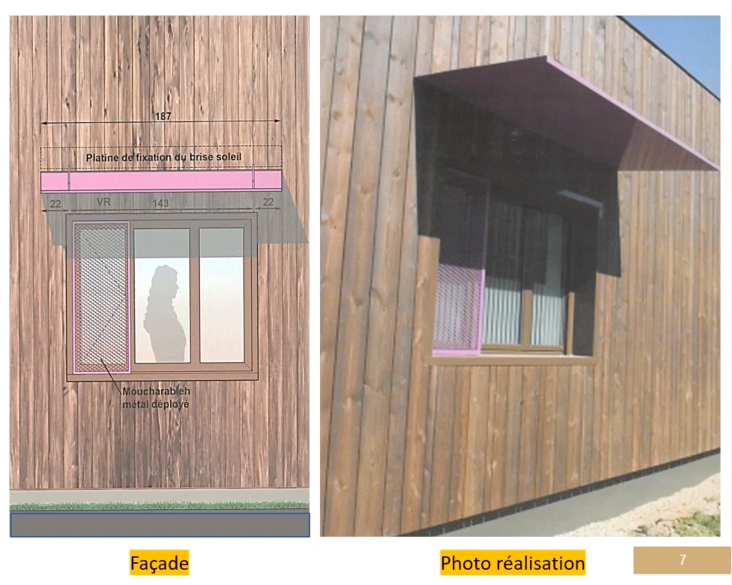 187
Platine de fixation du brise soleil
22 VR 143 22
Moucharabieh
métal déployé
Façade
Photo réalisation
7